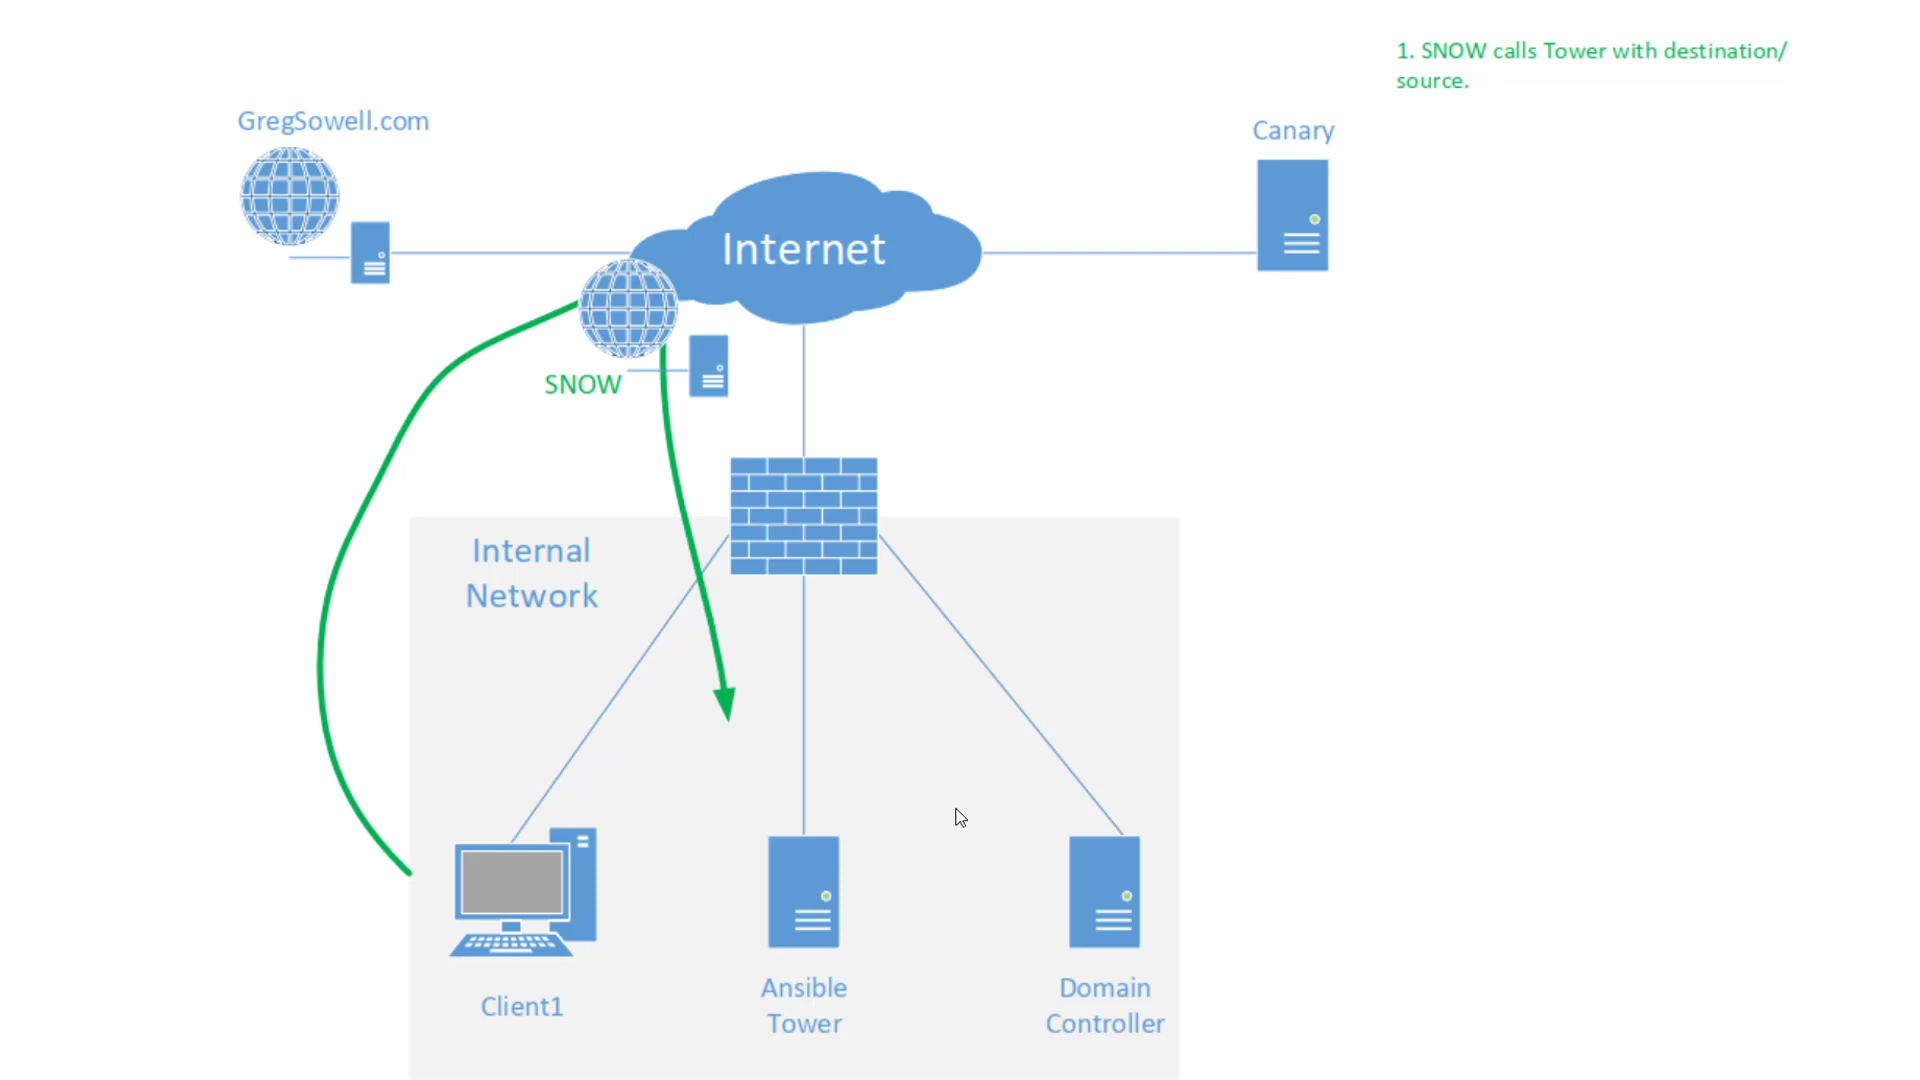 1. SNOW calls Tower with destination/
source.
GregSowell.com
Canary
Internet
SNOW
Internal
Network
Client1
Ansible
Tower
Domain
Controller